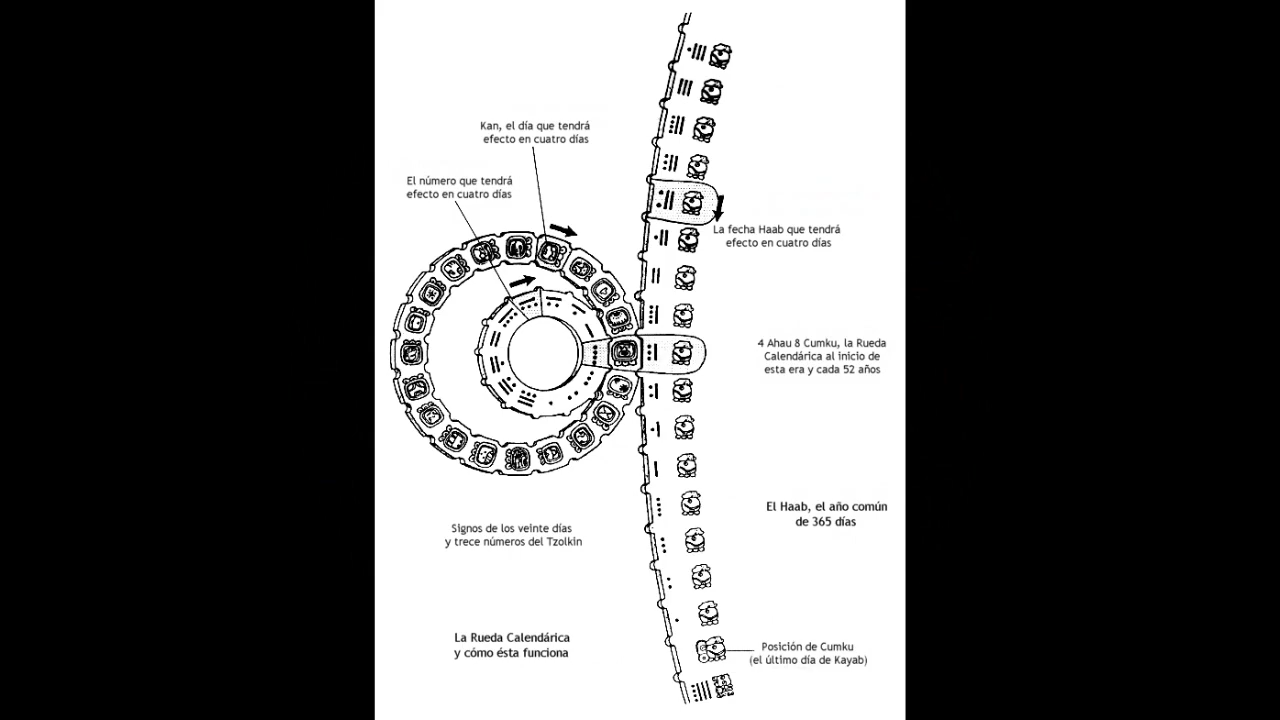 Kan, el día que tendrá
efecto en cuatro días
El número que tendrá
efecto en cuatro días
La fecha Haab que tendrá
efecto en cuatro días
4 Ahau 8 Cumku, la Rueda
Calendárica al inicio de
esta era y cada 52 años
El Haab, el año común
de 365 días
Signos de los veinte días
y trece números del Tzolkin
La Rueda Calendárica
y cómo ésta funciona
Posición de Cumku
(el último día de Kayab)